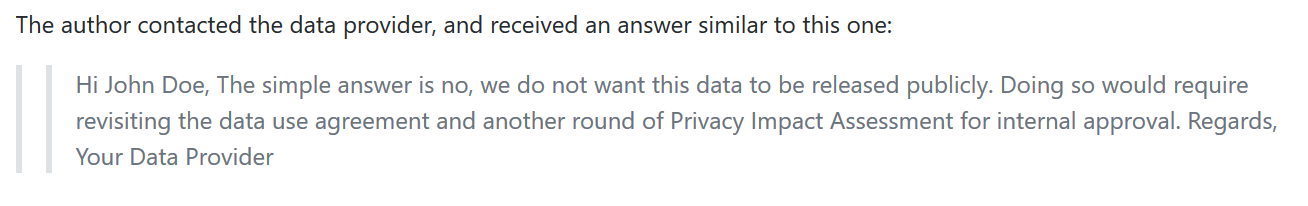 The author contacted the data provider, and received an answer similar to this one:
Hi John Doe, The simple answer is no, we do not want this data to be released publicly. Doing so would require
revisiting the data use agreement and another round of Privacy Impact Assessment for internal approval. Regards,
Your Data Provider